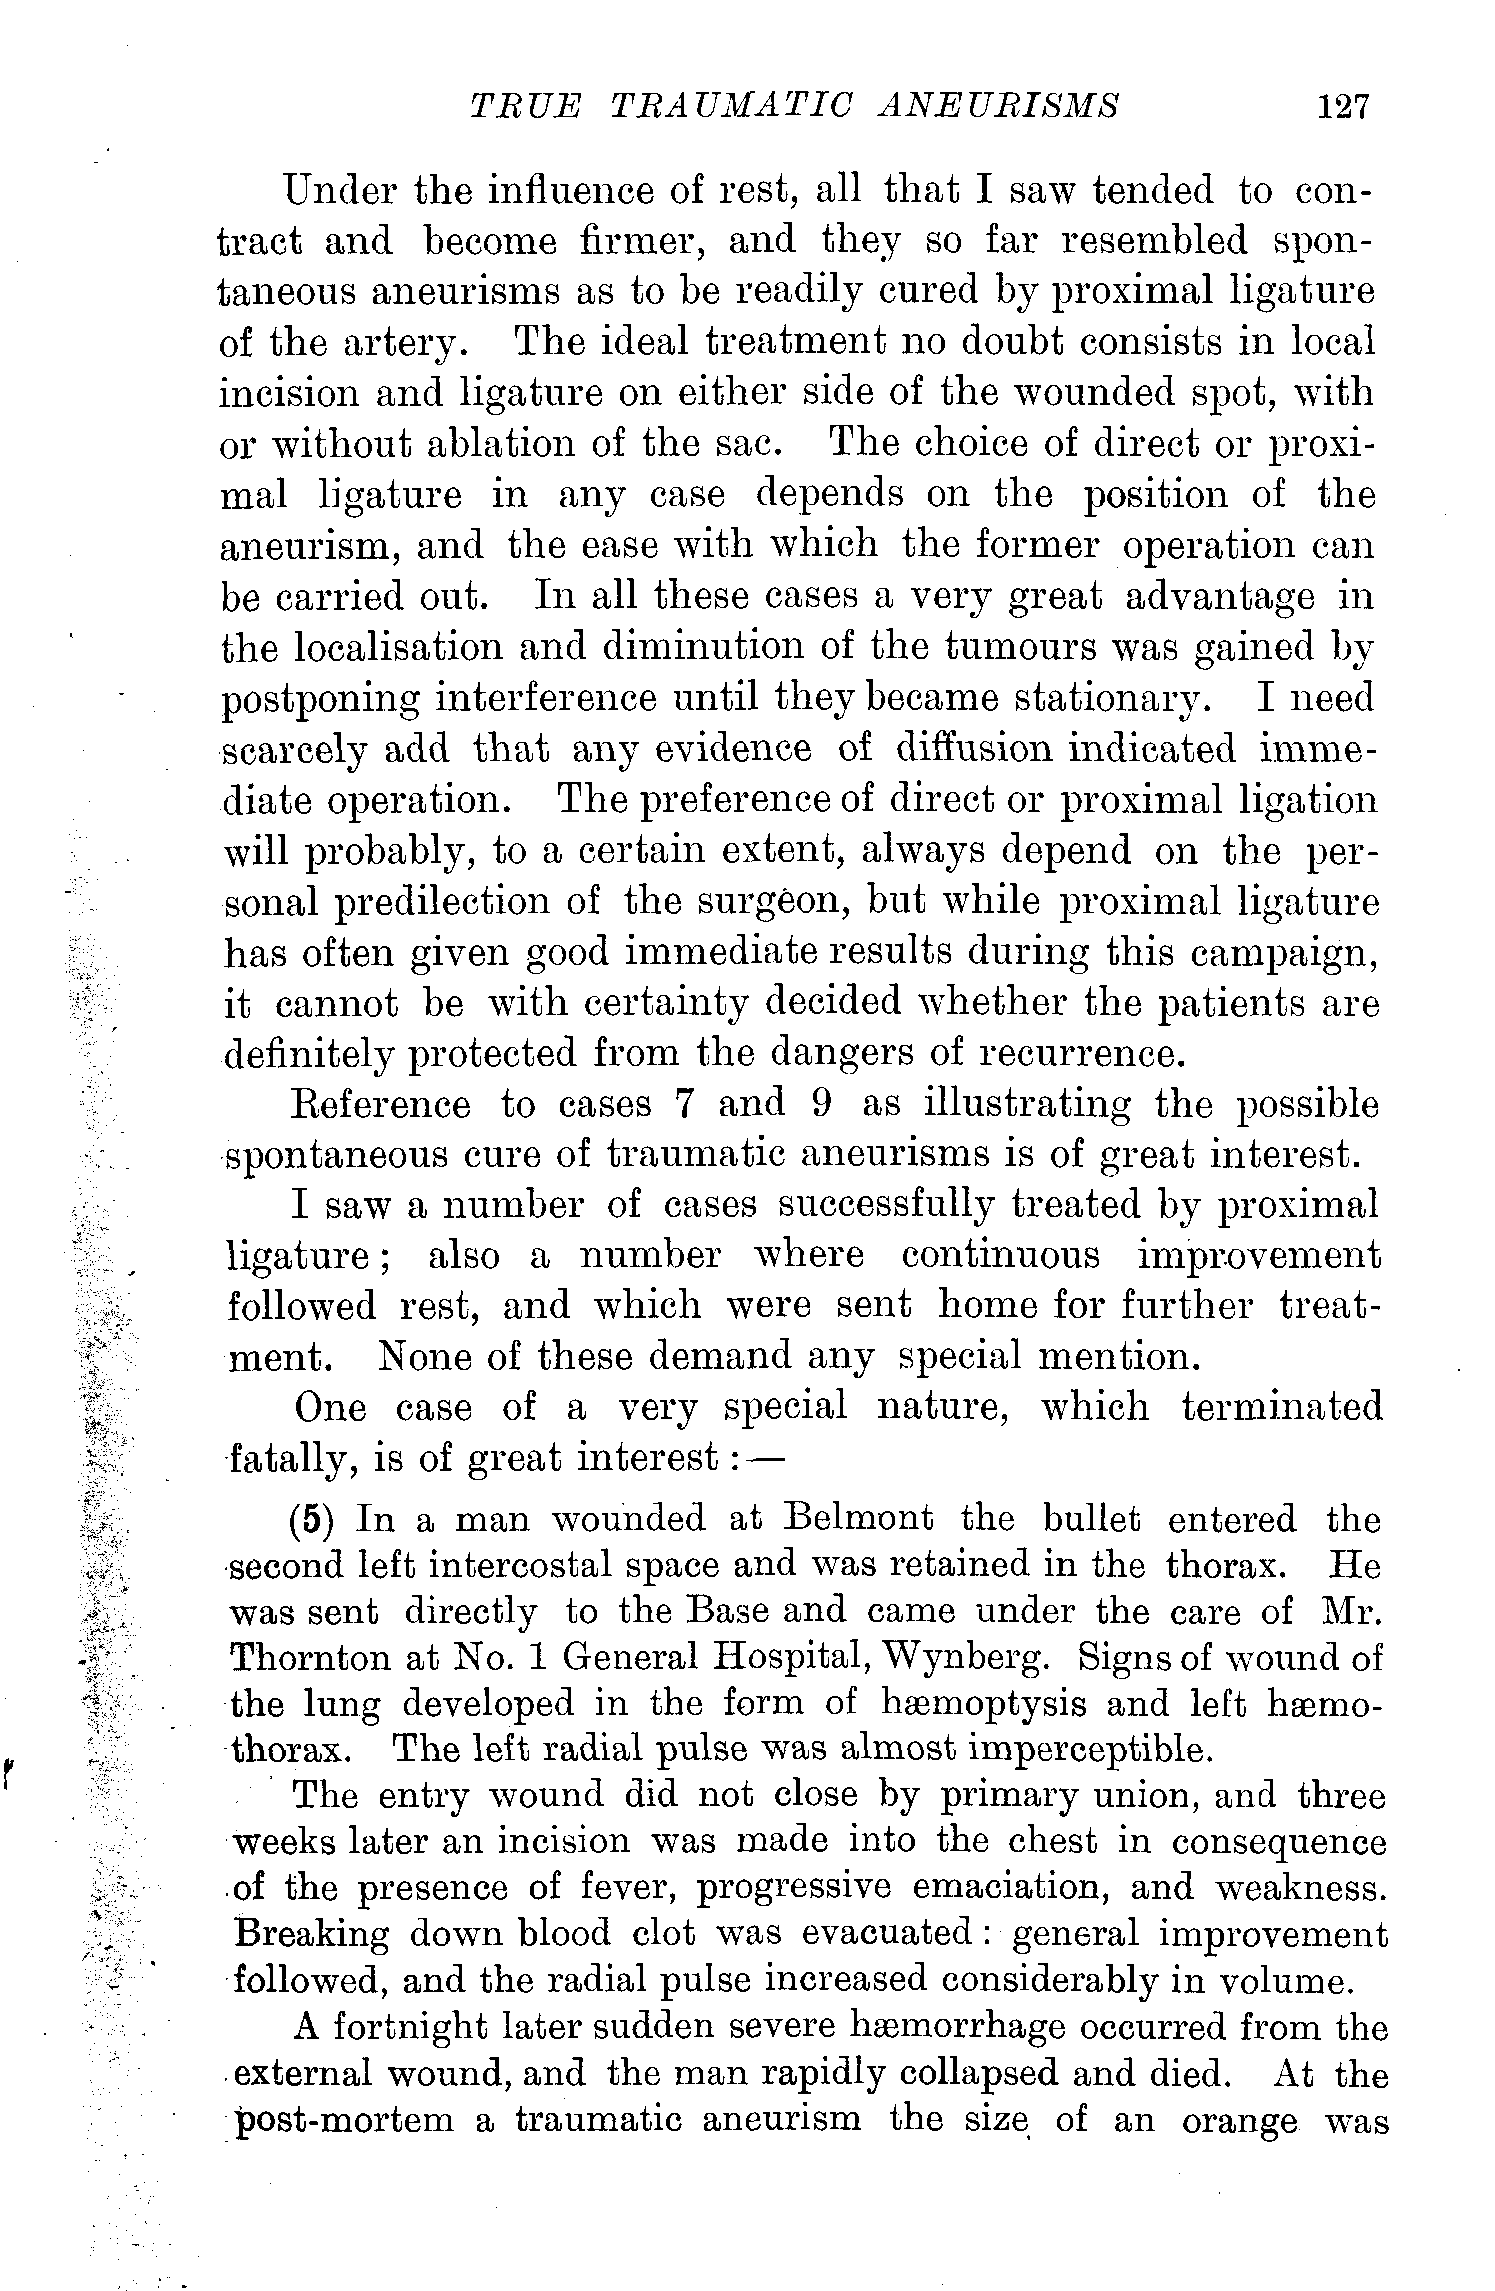 TRUE TRAUMATIC ANEURISMS 127
Under the influence of rest, all that I saw tended to con-
tract and become firmer, and they so far resembled spon-
taneous aneurisms as to be readily cured by proximal ligature
of the artery. The ideal treatment no doubt consists in local
incision and ligature on either side of the wounded spot, with
or without ablation of the sac. The choice of direct or proxi-
mal ligature in any case depends on the position of the
aneurism, and the ease with which the former operation can
be carried out. In all these cases a very great advantage in
the localisation and diminution of the tumours was gained by
postponing interference until they became stationary. I need
scarcely add that any evidence of diffusion indicated imme-
diate operation. The preference of direct or proximal ligation
will probably, to a certain extent, always depend on the per-
sonal predilection of the surgeon, but while proximal ligature
has often given good immediate results during this campaign,
it cannot be with certainty decided whether the patients are
definitely protected from the dangers of recurrence.
Reference to cases 7 and 9 as illustrating the possible
spontaneous cure of traumatic aneurisms is of great interest.
I saw a number of cases successfully treated by proximal
ligature ; also a number where continuous improvement
followed rest, and which were sent home for further treat-
ment. None of these demand any special mention.
One case of a very special nature, which terminated
fatally, is of great interest :—
(5) In a man wounded at Belmont the bullet entered the
second left intercostal space and was retained in the thorax. He
was sent directly to the Base and came under the care of Mr.
Thornton at No. 1 General Hospital, Wynberg. Signs of wound of
the lung developed in the form of hæmoptysis and left hæmo-
thorax. The left radial pulse was almost imperceptible.
The entry wound did not close by primary union, and three
weeks later an incision was made into the chest in consequence
of the presence of fever, progressive emaciation, and weakness.
Breaking down blood clot was evacuated : general improvement
followed, and the radial pulse increased considerably in volume.
A fortnight later sudden severe hæmorrhage occurred from the
external wound, and the man rapidly collapsed and died. At the
post-mortem a traumatic aneurism the size of an orange was